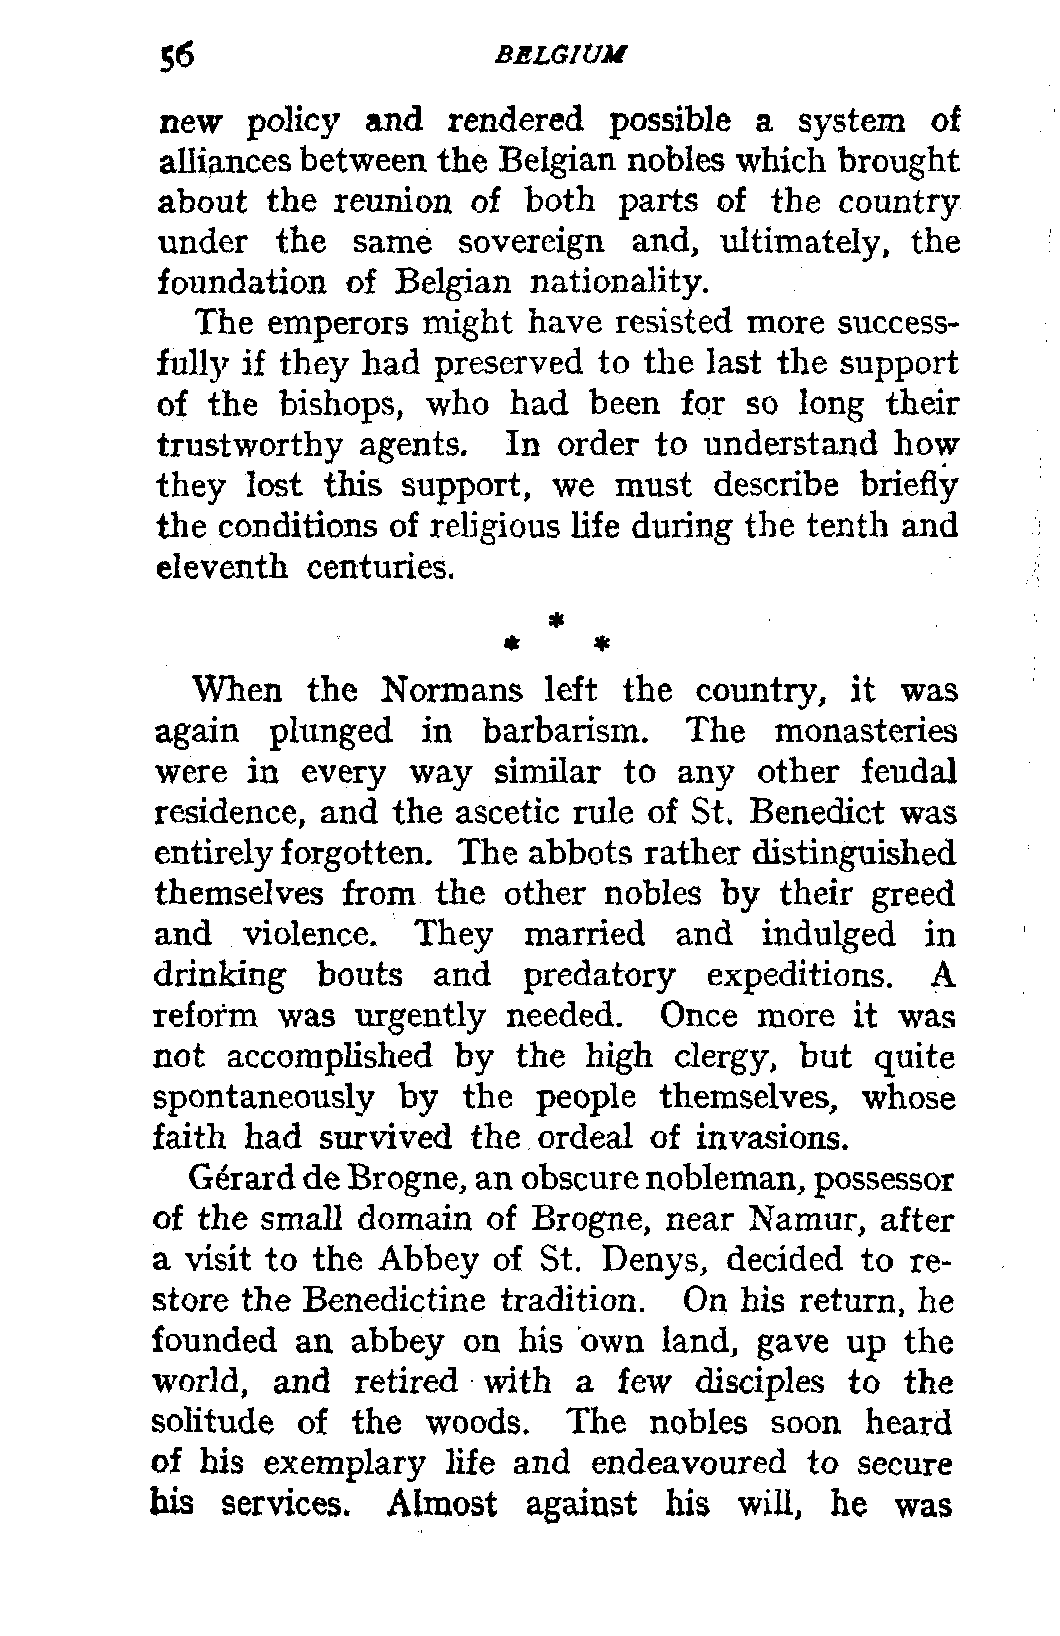 56 BELGIUM
new policy and rendered possible a system of
alliances between the Belgian nobles which brought
about the reunion of both parts of the country
under the same sovereign and, ultimately, the
foundation of Belgian nationality.
The emperors might have resisted more success-
fully if they had preserved to the last the support
of the bishops, who had been for so long their
trustworthy agents. In order to understand how
they lost this support, we must describe briefly
the conditions of religious life during the tenth and
eleventh centuries.
*
* *
When the Normans left the country, it was
again plunged in barbarism. The monasteries
were in every way similar to any other feudal
residence, and the ascetic rule of St. Benedict was
entirely forgotten. The abbots rather distinguished
themselves from the other nobles by their greed
and violence. They married and indulged in
drinking bouts and predatory expeditions. A
reform was urgently needed. Once more it was
not accomplished by the high clergy, but quite
spontaneously by the people themselves, whose
faith had survived the ordeal of invasions.
Gérard de Brogne, an obscure nobleman, possessor
of the small domain of Brogne, near Namur, after
a visit to the Abbey of St. Denys, decided to re-
store the Benedictine tradition. On his return, he
founded an abbey on his own land, gave up the
world, and retired with a few disciples to the
solitude of the woods. The nobles soon heard
of his exemplary life and endeavoured to secure
his services. Almost against his will, he was